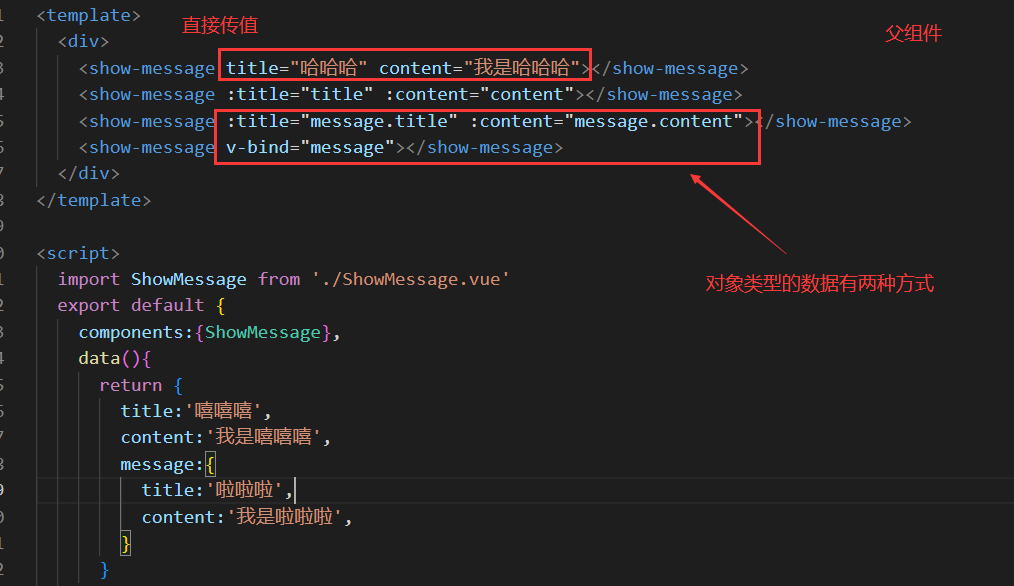 <template>
直接传值
父组件
<div>
<show-message title="哈哈哈" content="我是哈哈哈"></show-message>
<show-message :title="title" :content="content"></show-message>
<show-message :title="message.title" :content="message.content"></show-message>
<show-message v-bind="message"></show-message>
</div>
</template>
<script>
import ShowMessage from './ShowMessage.vue'
对象类型的数据有两种方式
export default {
components:{ShowMessage},
data(){
return {
title:'嘻嘻嘻',
content:'我是嘻嘻嘻',
message:{
title:'啦啦啦',
content:'我是啦啦啦',
}
}